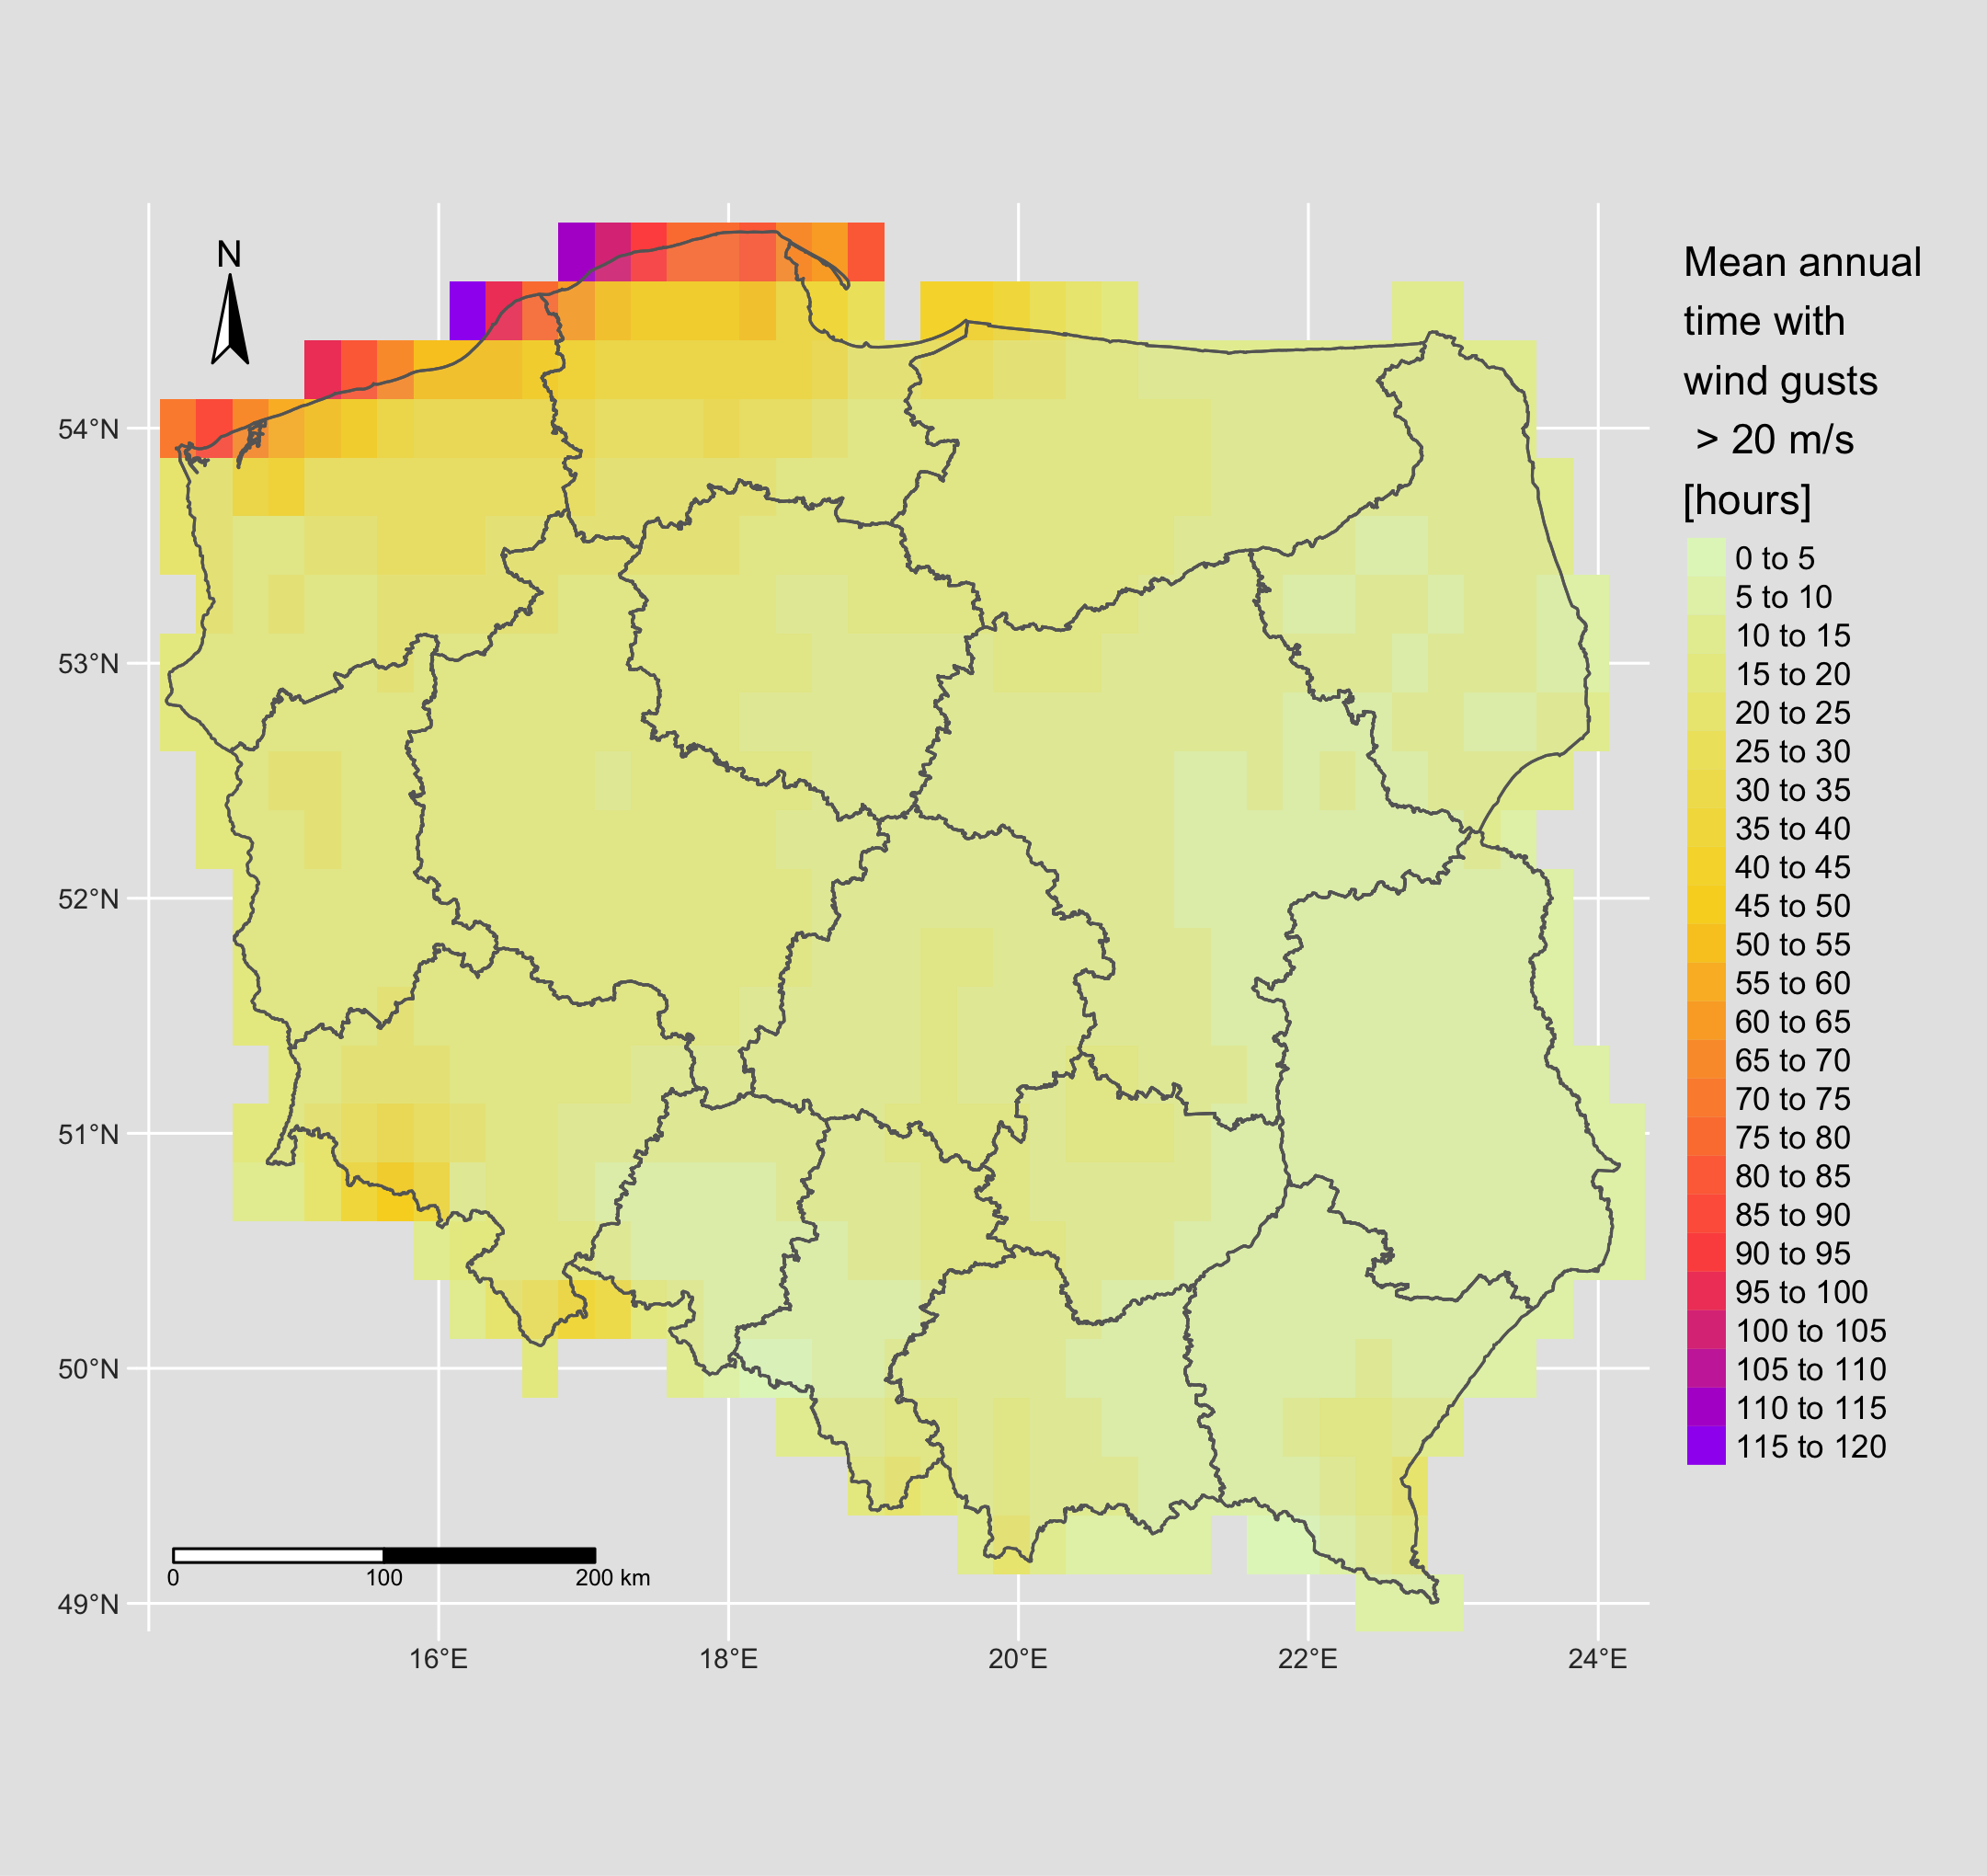 N
54°N
53°N
52°N
51°N
50°N
49°N
0 100 200 km
16°E 18°E 20°E 22°E 24°E
Mean annual
time with
wind gusts
> 20 m/s
[hours]
0 to 5
5 to 10
10 to 15
15 to 20
20 to 25
25 to 30
30 to 35
35 to 40
40 to 45
45 to 50
50 to 55
55 to 60
60 to 65
65 to 70
70 to 75
75 to 80
80 to 85
85 to 90
90 to 95
95 to 100
100 to 105
105 to 110
110 to 115
115 to 120